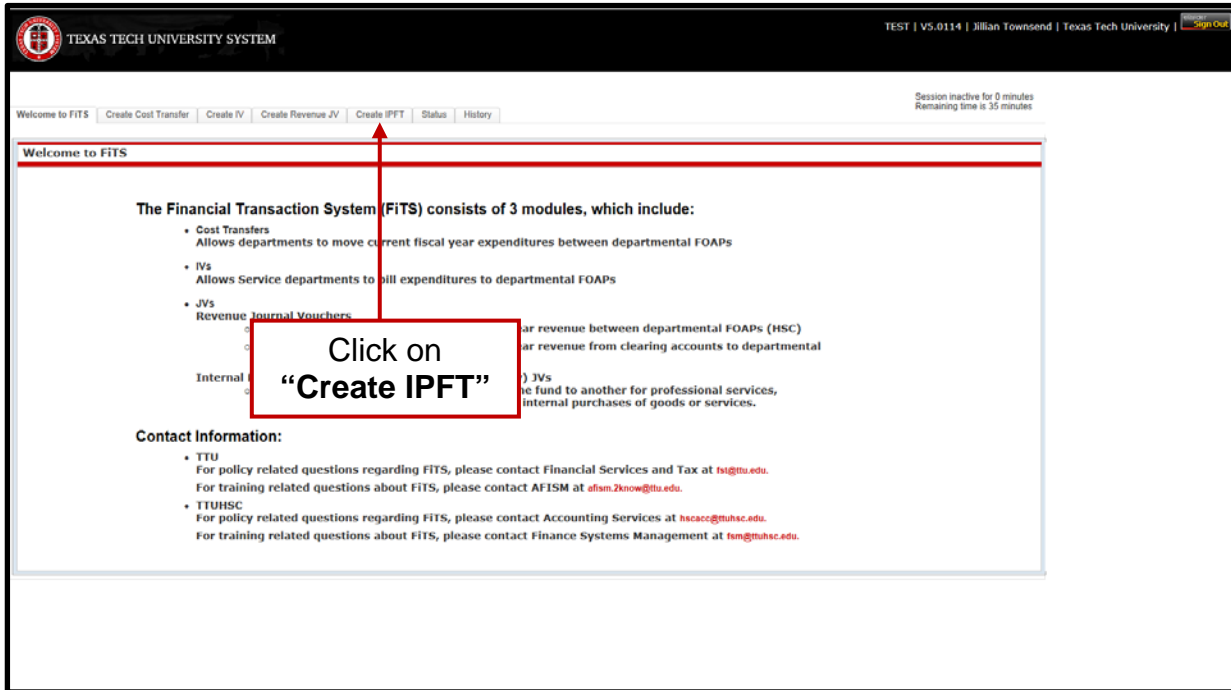 TEXAS TECH UNIVERSITY SYSTEM
TEST | V5.0114 | Jillian Townsend | Texas Tech University | Sign Out
Session inactive for 0 minutes
Remaining time is 35 minutes
Welcome to FiTS | Create Cost Transfer | Create IV | Create Revenue JV | Create IPFT | Status | History
Welcome to FiTS
The Financial Transaction System (FiTS) consists of 3 modules, which include:
• Cost Transfers
Allows departments to move current fiscal year expenditures between departmental FOAPs
• IVs
Allows Service departments to bill expenditures to departmental FOAPs
• JVs
Revenue Journal Vouchers
ar revenue between departmental FOAPs (HSC)
ar revenue from clearing accounts to departmental
Click on
“Create IPFT”
Internal
) JVs
ne fund to another for professional services,
internal purchases of goods or services.
Contact Information:
• TTU
For policy related questions regarding FiTS, please contact Financial Services and Tax at fst@ttu.edu.
For training related questions about FiTS, please contact AFISM at afism.2know@ttu.edu.
• TTUHSC
For policy related questions regarding FiTS, please contact Accounting Services at hscacc@ttuhsc.edu.
For training related questions about FiTS, please contact Finance Systems Management at fsm@ttuhsc.edu.